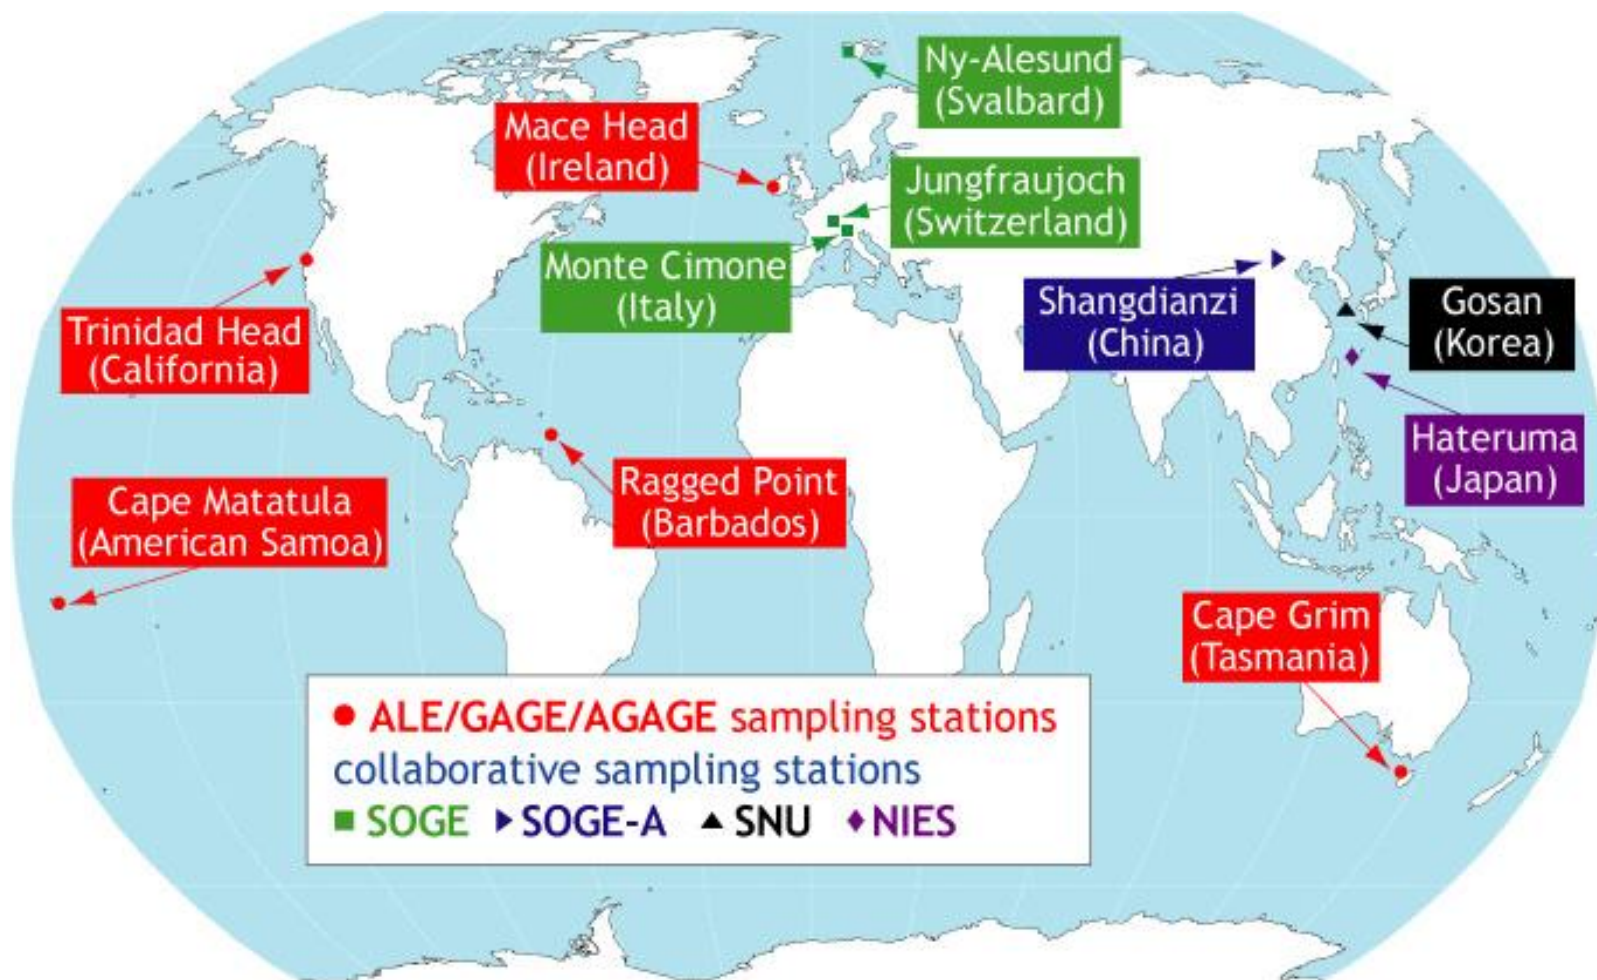 Ny-Alesund
(Svalbard)
Mace Head
(Ireland)
Jungfraujoch
(Switzerland)
Monte Cimone
(Italy)
Trinidad Head
(California)
Shangdianzi
(China)
Gosan
(Korea)
Hateruma
(Japan)
Ragged Point
(Barbados)
Cape Matatula
(American Samoa)
Cape Grim
(Tasmania)
ALE/GAGE/AGAGE sampling stations
collaborative sampling stations
SOGE SOGE-A SNU NIES